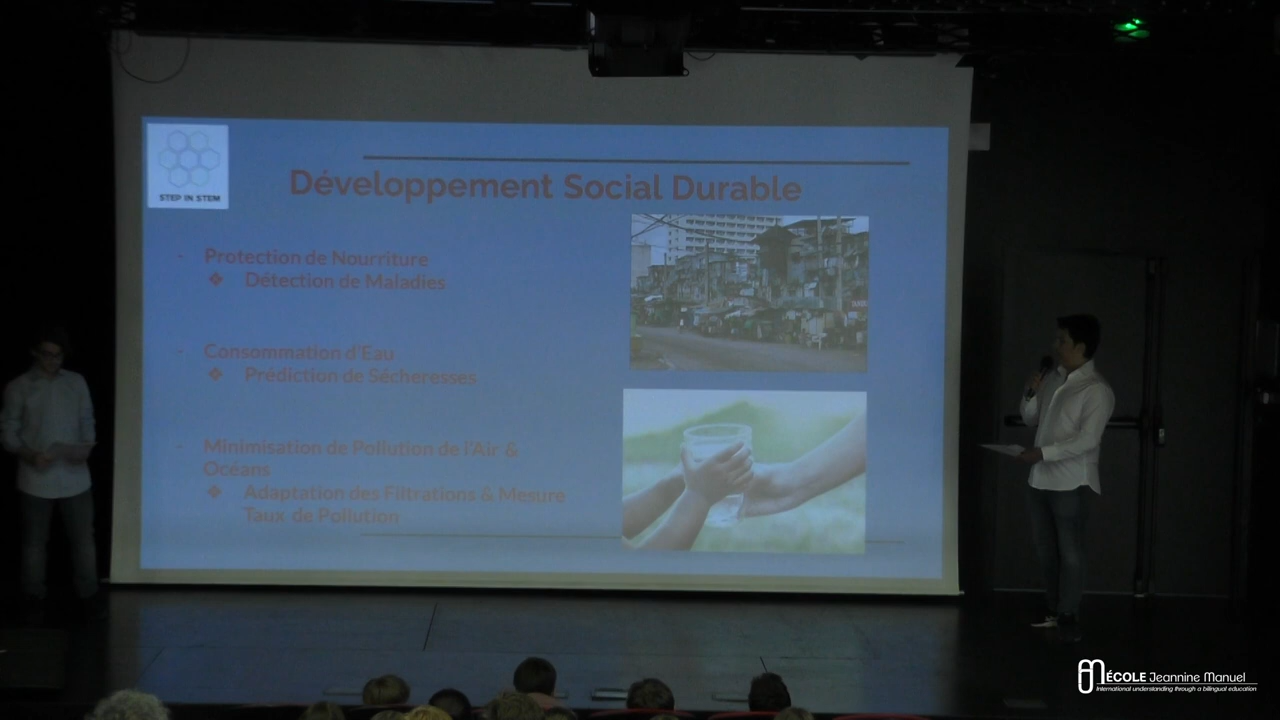 STEP IN STEM
Développement Social Durable
- Protection de Nourriture
❖ Détection de Maladies
- Consommation d'Eau
❖ Prédiction de Sécheresses
- Minimisation de Pollution de l'Air &
Océans
❖ Adaptation des Filtrations & Mesure
Taux de Pollution
ÉCOLE Jeannine Manuel
International understanding through a bilingual education